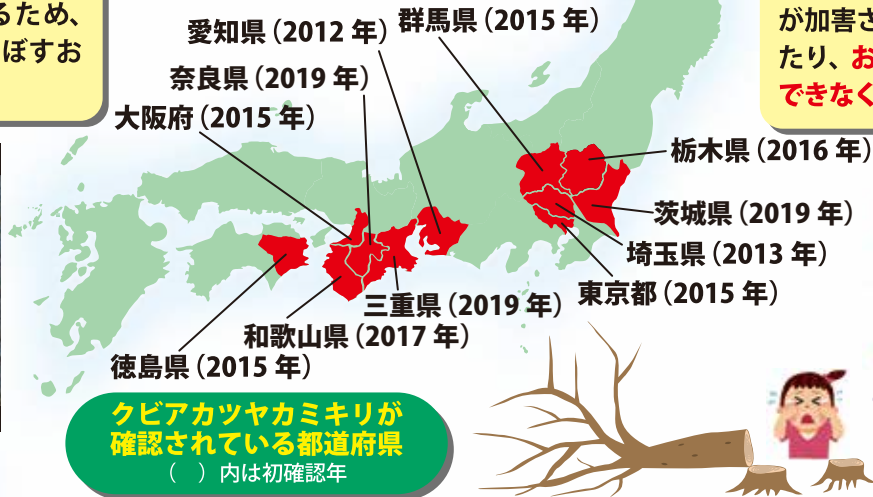 るため、
ぼすお
愛知県（2012 年）
群馬県（2015 年）
奈良県（2019 年）
大阪府（2015 年）
が加害さ
たり、お
できなく
栃木県（2016 年）
茨城県（2019 年）
埼玉県（2013 年）
東京都（2015 年）
三重県（2019 年）
和歌山県（2017 年）
徳島県（2015 年）
クビアカツヤカミキリが
確認されている都道府県
（　）内は初確認年